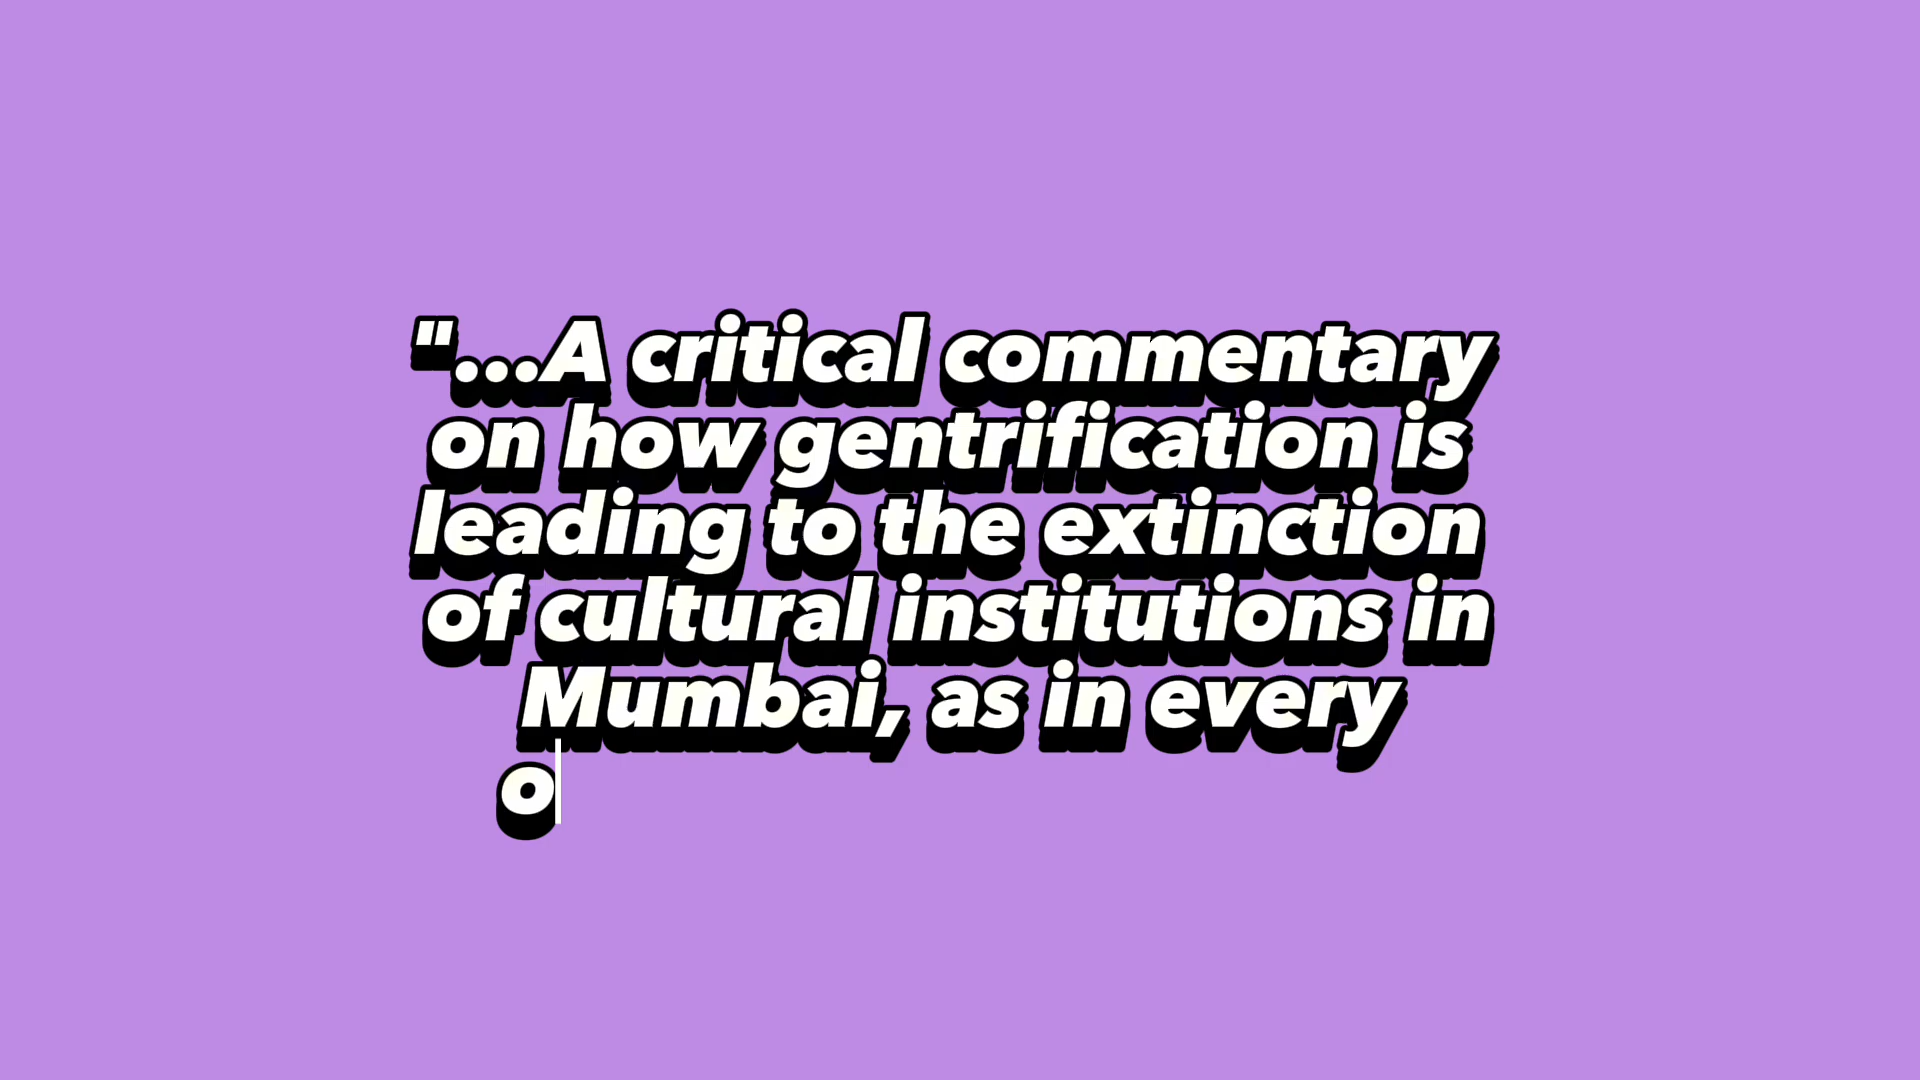 "...A critical commentary
on how gentrification is
leading to the extinction
of cultural institutions in
Mumbai, as in every
o